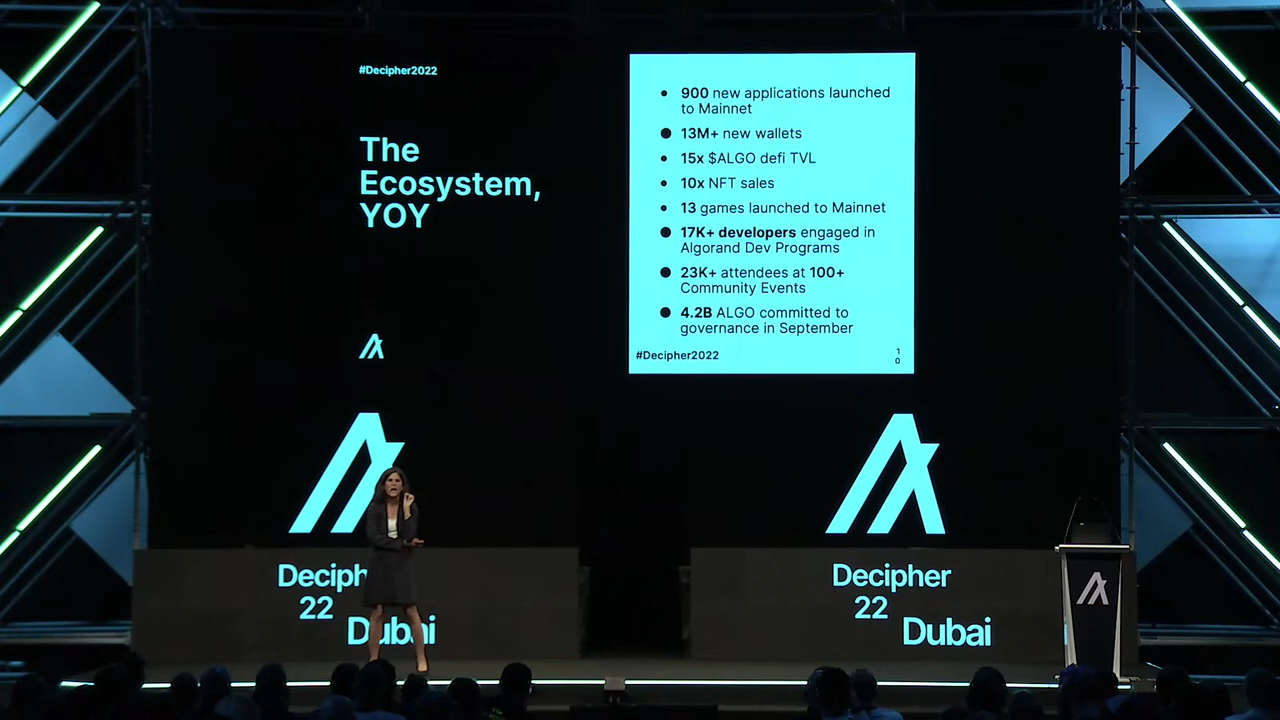 #Decipher2022
The
Ecosystem,
YOY
900 new applications launched
to Mainnet
13M+ new wallets
15x $ALGO defi TVL
10x NFT sales
13 games launched to Mainnet
17K+ developers engaged in
Algorand Dev Programs
23K+ attendees at 100+
Community Events
4.2B ALGO committed to
governance in September
#Decipher2022
1
0
Deciph
22
Dubai
Decipher
22
Dubai